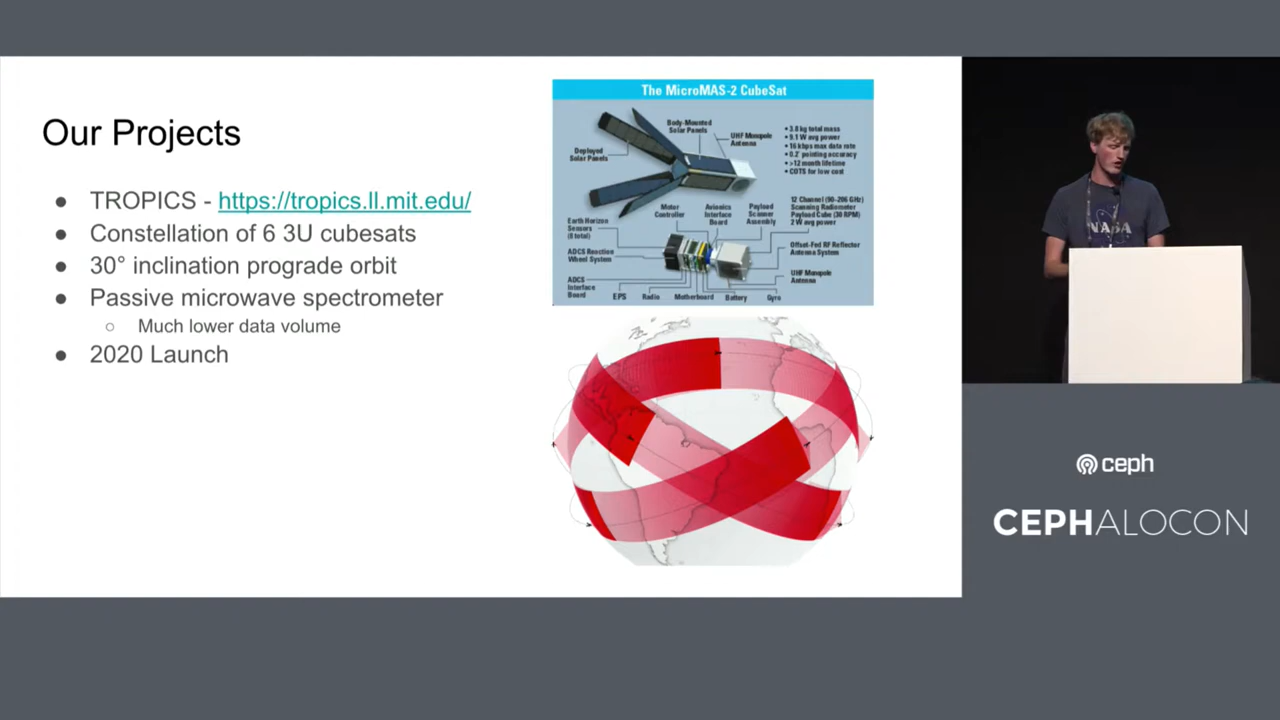 Our Projects
● TROPICS - https://tropics.ll.mit.edu/
● Constellation of 6 3U cubesats
● 30° inclination prograde orbit
● Passive microwave spectrometer
○ Much lower data volume
● 2020 Launch
The MicroMAS-2 CubeSat
Body-Mounted
Solar Panels
UHF Monopole
Antenna
Deployed
Solar Panels
• 3.8 kg total mass
• 9.1 W avg power
• 16 kbps max data rate
• 0.2° pointing accuracy
• >12 month lifetime
• COTS for low cost
Earth Horizon
Sensors
(8 total)
ADCS Reaction
Wheel System
ADCS
Interface
Board
Motor
Controller
Avionics
Interface
Board
Payload
Scanner
Assembly
12 Channel (90–206 GHz)
Scanning Radiometer
Payload Cube (30 RPM)
2 W avg power
Offset-Fed RF Reflector
Antenna System
UHF Monopole
Antenna
EPS
Radio
Motherboard
Battery
Gyro
NASA
ceph
CEPHALOCON